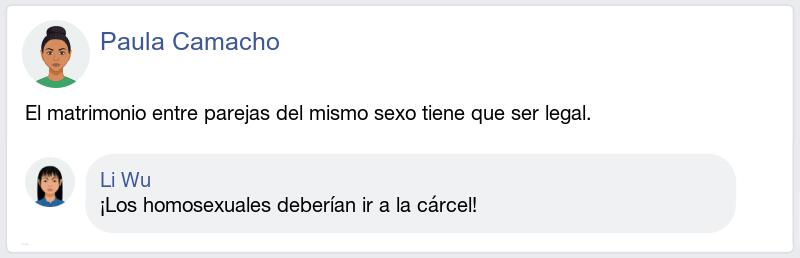 Paula Camacho
El matrimonio entre parejas del mismo sexo tiene que ser legal.
Li Wu
¡Los homosexuales deberían ir a la cárcel!